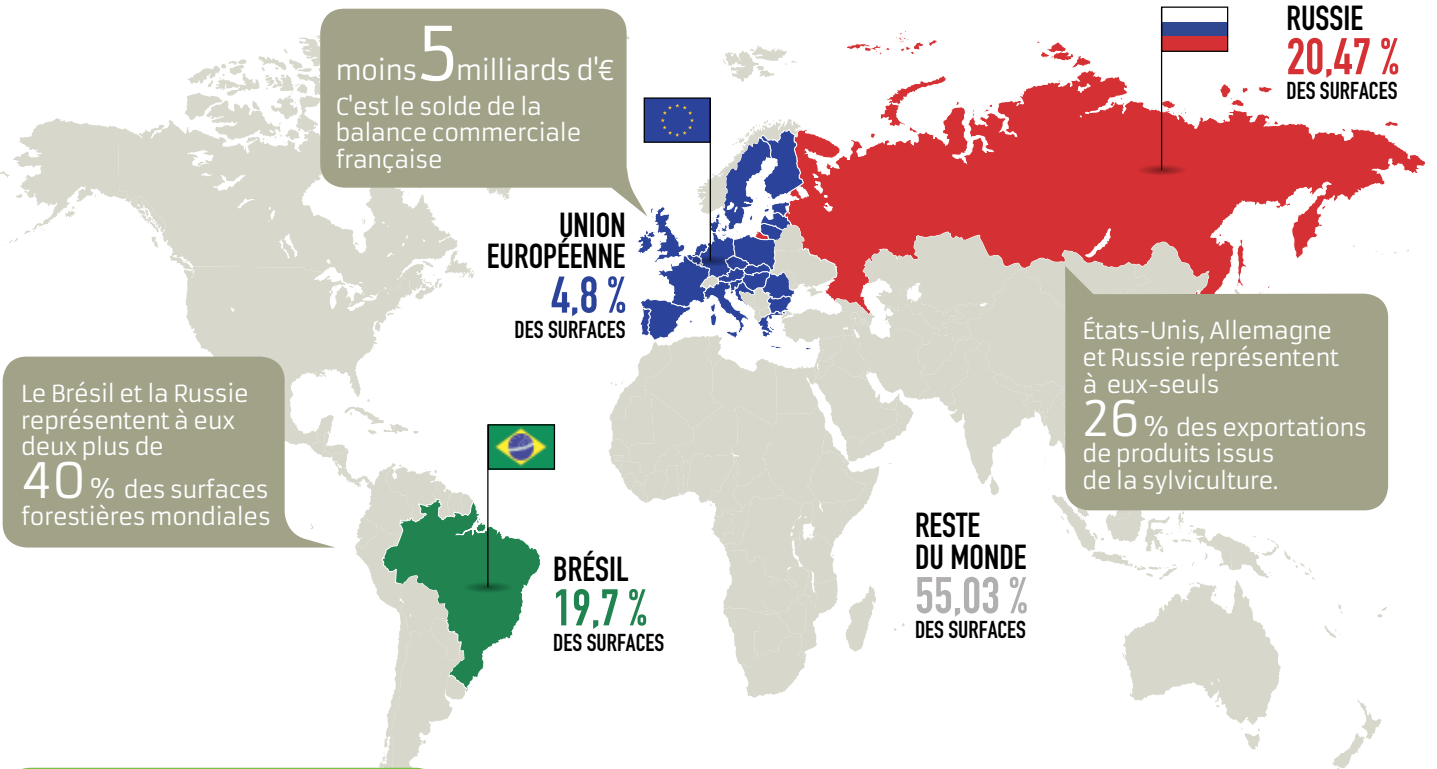 moins 5 milliards d'€
C'est le solde de la
balance commerciale
française
RUSSIE
20,47 %
DES SURFACES
UNION
EUROPÉENNE
4,8 %
DES SURFACES
États-Unis, Allemagne
et Russie représentent
à eux-seuls
26 % des exportations
de produits issus
de la sylviculture.
Le Brésil et la Russie
représentent à eux
deux plus de
40 % des surfaces
forestières mondiales
BRÉSIL
19,7 %
DES SURFACES
RESTE
DU MONDE
55,03 %
DES SURFACES